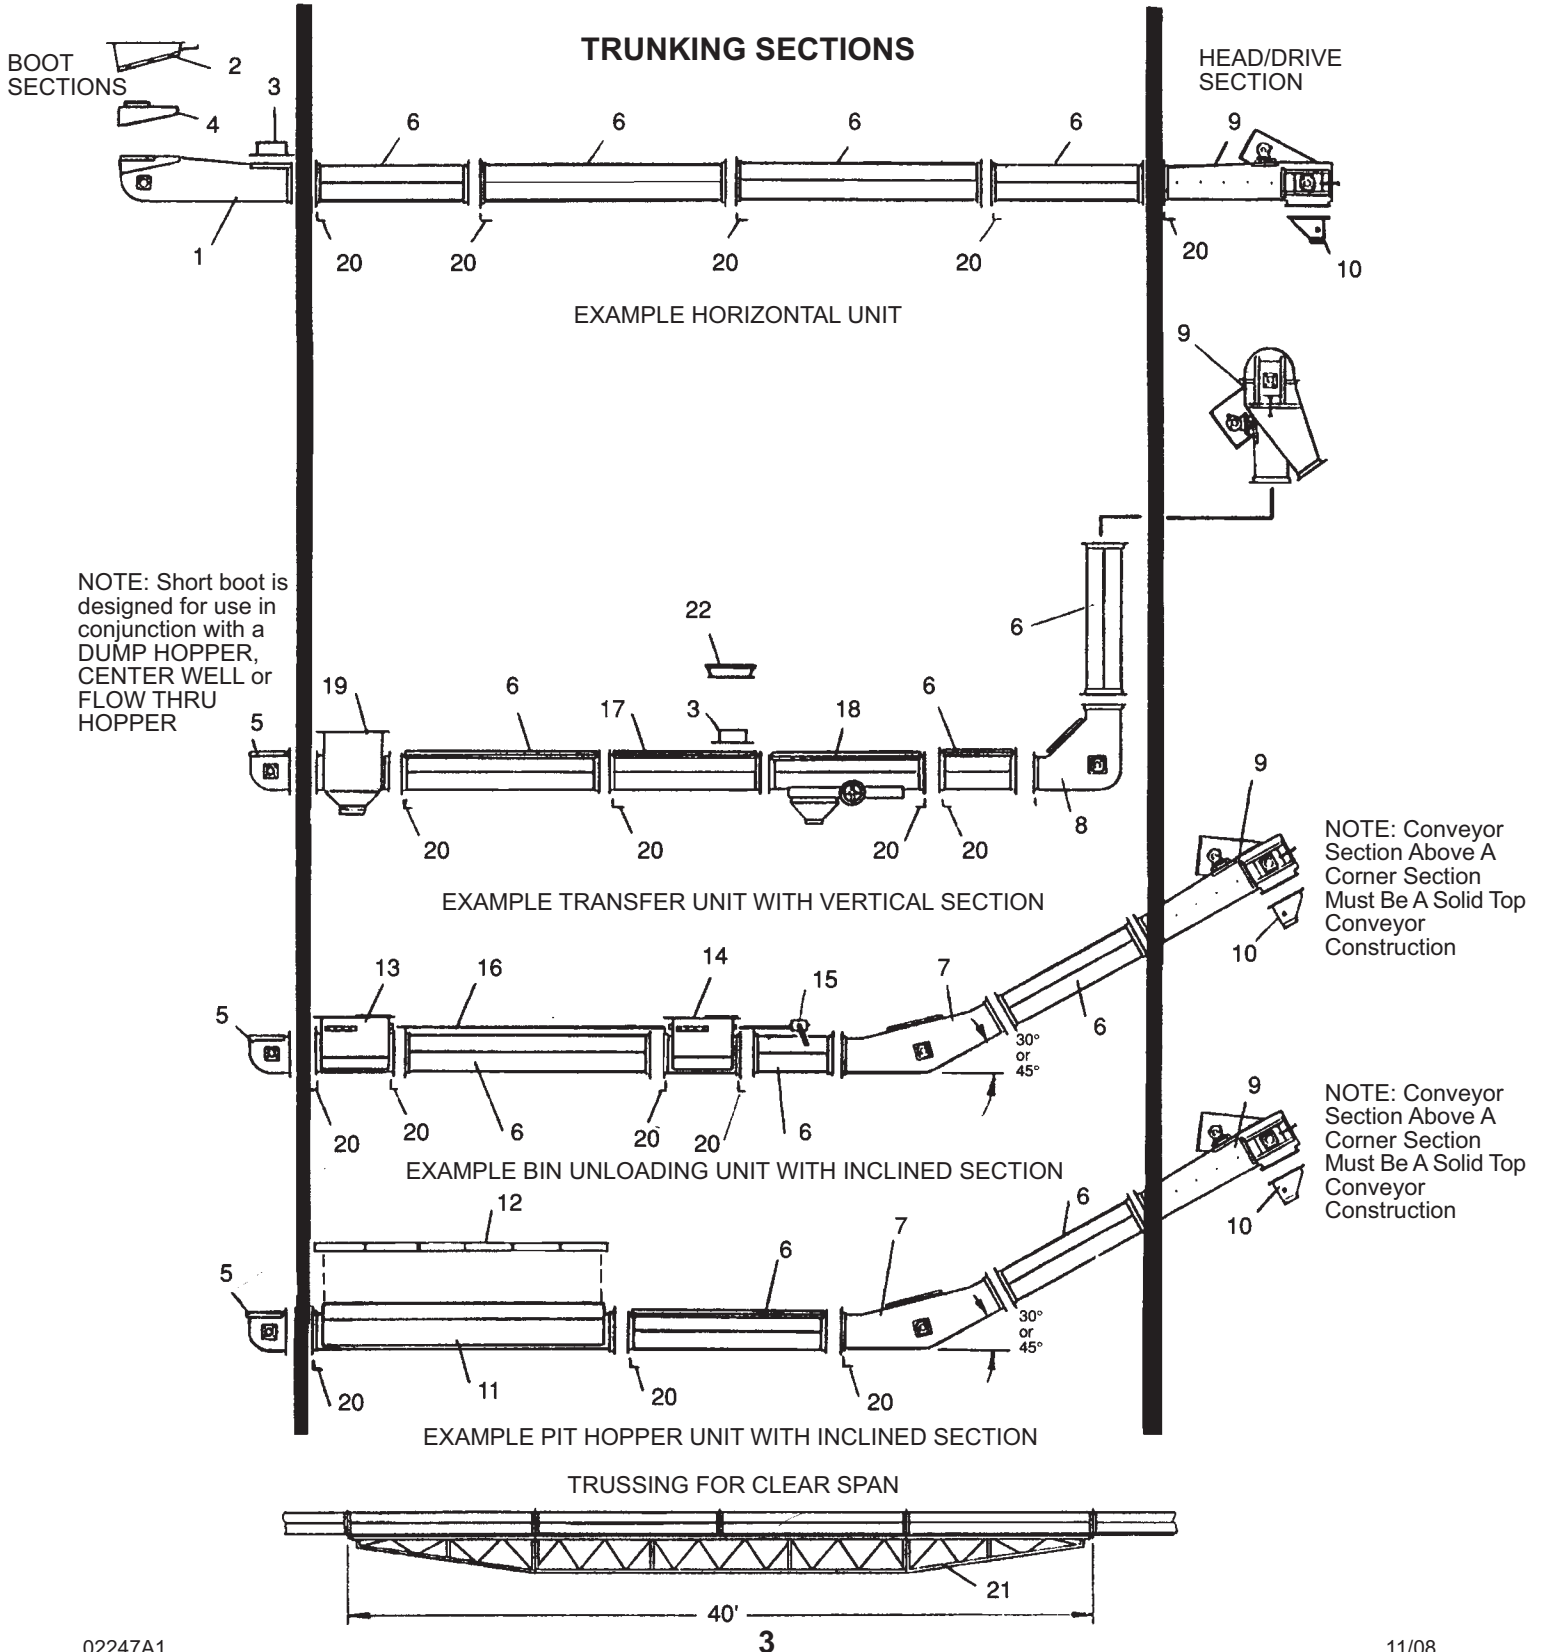 TRUNKING SECTIONS
BOOT
SECTIONS
HEAD/DRIVE
SECTION
2
3
4
6
6
6
6
9
1
20
20
20
20
20
10
EXAMPLE HORIZONTAL UNIT
9
NOTE: Short boot is
designed for use in
conjunction with a
DUMP HOPPER,
CENTER WELL or
FLOW THRU
HOPPER
22
6
19
6
17
3
18
6
5
8
20
20
20
20
EXAMPLE TRANSFER UNIT WITH VERTICAL SECTION
9
NOTE: Conveyor
Section Above A
Corner Section
Must Be A Solid Top
Conveyor
Construction
10
13
16
14
15
7
5
6
30°
or
45°
20
20
6
20
20
6
EXAMPLE BIN UNLOADING UNIT WITH INCLINED SECTION
9
NOTE: Conveyor
Section Above A
Corner Section
Must Be A Solid Top
Conveyor
Construction
10
12
6
7
6
5
30°
or
45°
11
20
20
20
EXAMPLE PIT HOPPER UNIT WITH INCLINED SECTION
TRUSSING FOR CLEAR SPAN
21
40'
02247A1
3
11/08